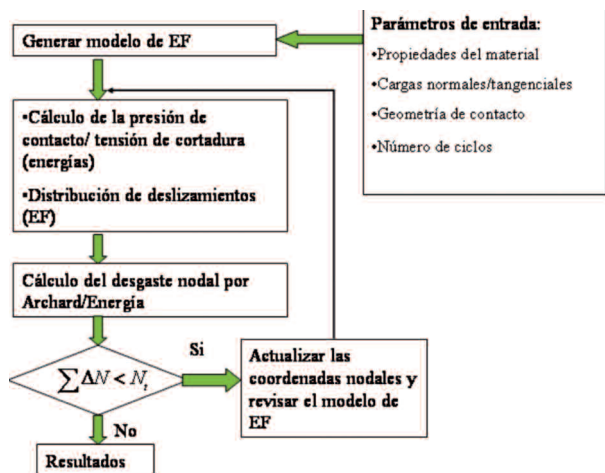 Generar modelo de EF
Parámetros de entrada:
•Propiedades del material
•Cargas normales/tangenciales
•Geometría de contacto
•Número de ciclos
•Cálculo de la presión de
contacto/ tensión de cortadura
(energías)
•Distribución de deslizamientos
(EF)
Cálculo del desgaste nodal por
Archard/Energía
∑ ΔN < Nₜ
Si
Actualizar las
coordenadas nodales y
revisar el modelo de
EF
No
Resultados